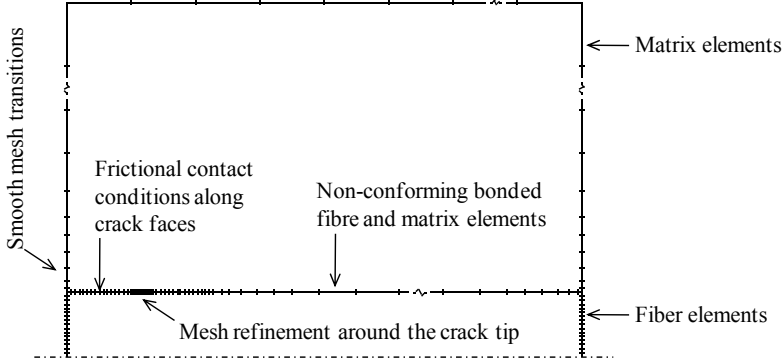 Matrix elements
Smooth mesh transitions
Frictional contact
conditions along
crack faces
Non-conforming bonded
fibre and matrix elements
Mesh refinement around the crack tip
Fiber elements